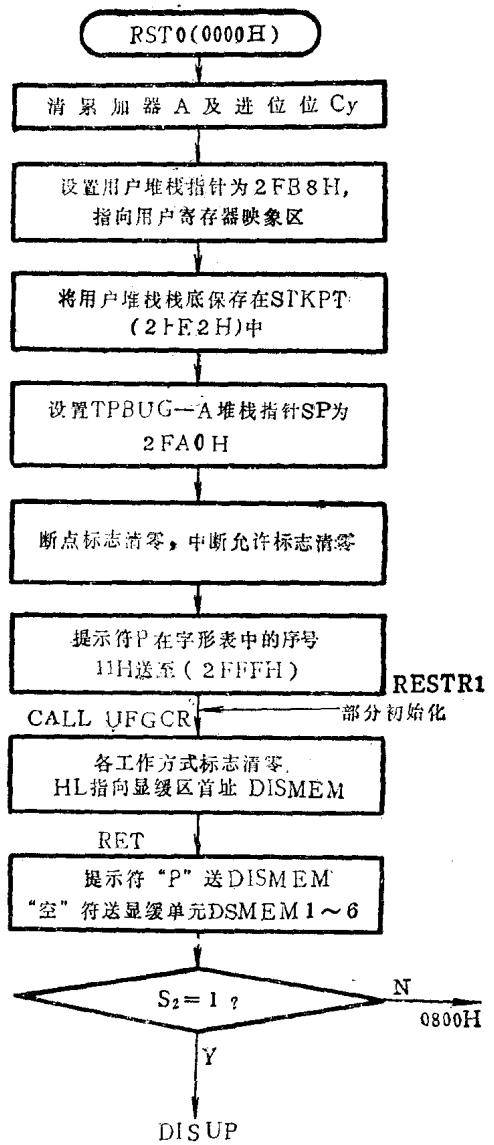 RST0(0000H)
清累加器A及进位位Cy
设置用户堆栈指针为2FB8H,
指向用户寄存器映象区
将用户堆栈栈底保存在STKPT
(2FE2H)中
设置TPBUG—A堆栈指针SP为
2FA0H
断点标志清零,中断允许标志清零
提示符P在字形表中的序号
11H送至(2FFFH)
RESTR1
CALL UFGCR
部分初始化
各工作方式标志清零,
HL指向显缓区首址 DISMEM
RET
提示符“P”送DISMEM
“空”符送显缓单元DSMEM1~6
S₂=1?
N
0800H
Y
DISUP